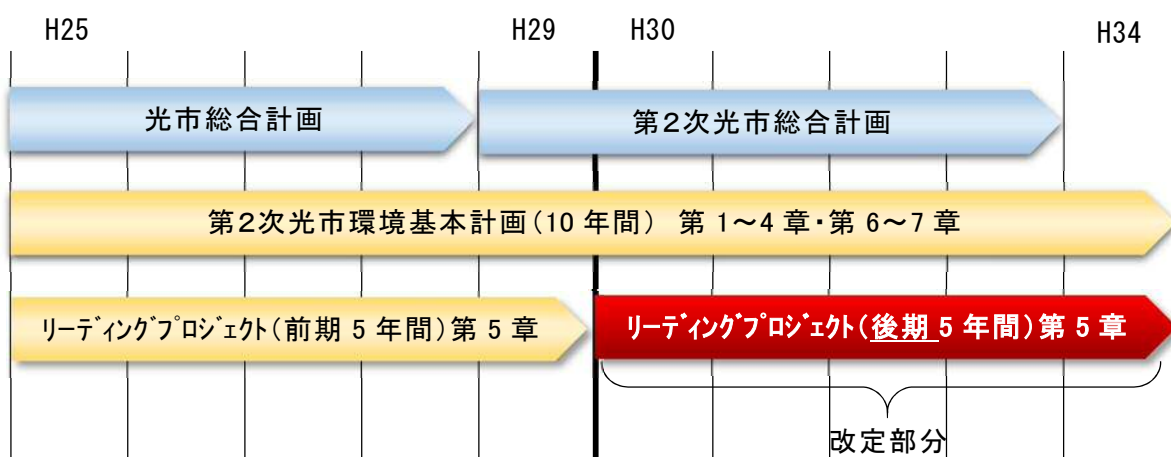 H25 H29 H30 H34
光市総合計画 第2次光市総合計画
第2次光市環境基本計画(10年間) 第1~4章・第6~7章
リーディングプロジェクト(前期5年間)第5章 リーディングプロジェクト(後期5年間)第5章
改定部分